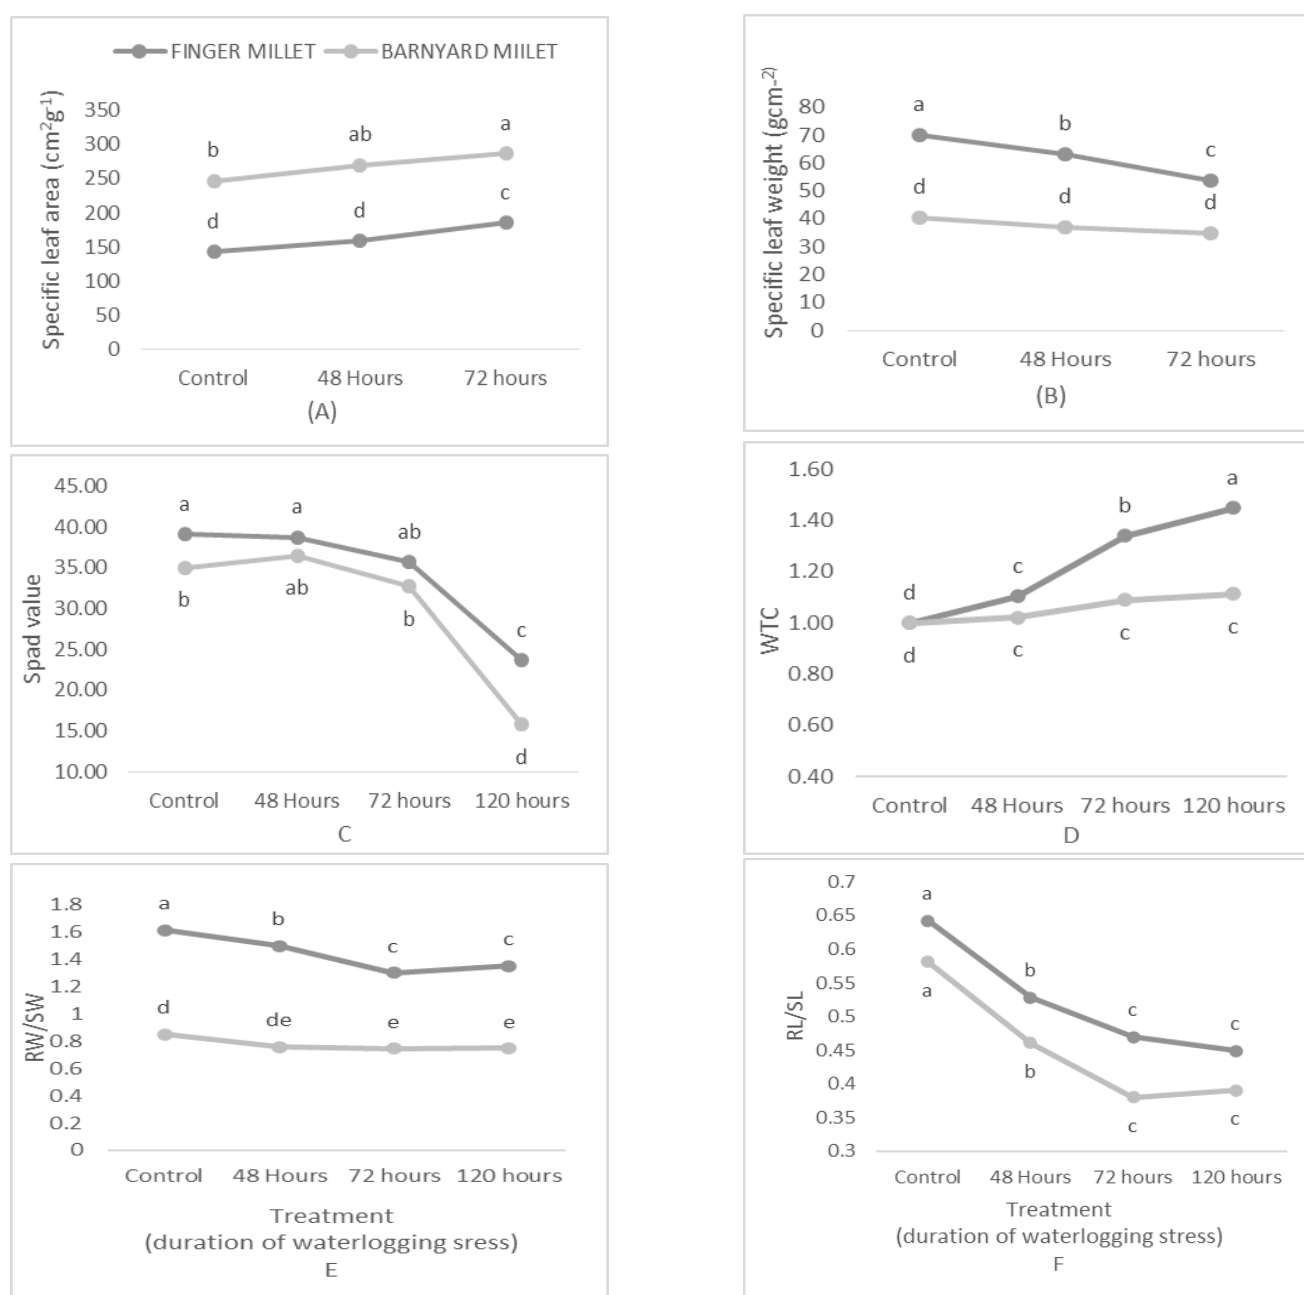 FINGER MILLET BARNYARD MIILET
Specific leaf area (cm²g⁻¹)
350
300
250
200
150
100
50
0
b ab a
d d c
Control 48 Hours 72 hours
(A)
Specific leaf weight (gcm-²⁾
80
70
60
50
40
30
20
10
0
a b c
d d d
Control 48 Hours 72 hours
(B)
Spad value
45.00
40.00
35.00
30.00
25.00
20.00
15.00
10.00
a a ab c
b ab b d
Control 48 Hours 72 hours 120 hours
C
WTC
1.60
1.40
1.20
1.00
0.80
0.60
0.40
d c b a
d c c c
Control 48 Hours 72 hours 120 hours
D
RW/SW
1.8
1.6
1.4
1.2
1
0.8
0.6
0.4
0.2
0
a b c c
d de e e
Control 48 Hours 72 hours 120 hours
Treatment
(duration of waterlogging sress)
E
RL/SL
0.7
0.65
0.6
0.55
0.5
0.45
0.4
0.35
0.3
a b c c
a b c c
Control 48 Hours 72 hours 120 hours
Treatment
(duration of waterlogging stress)
F